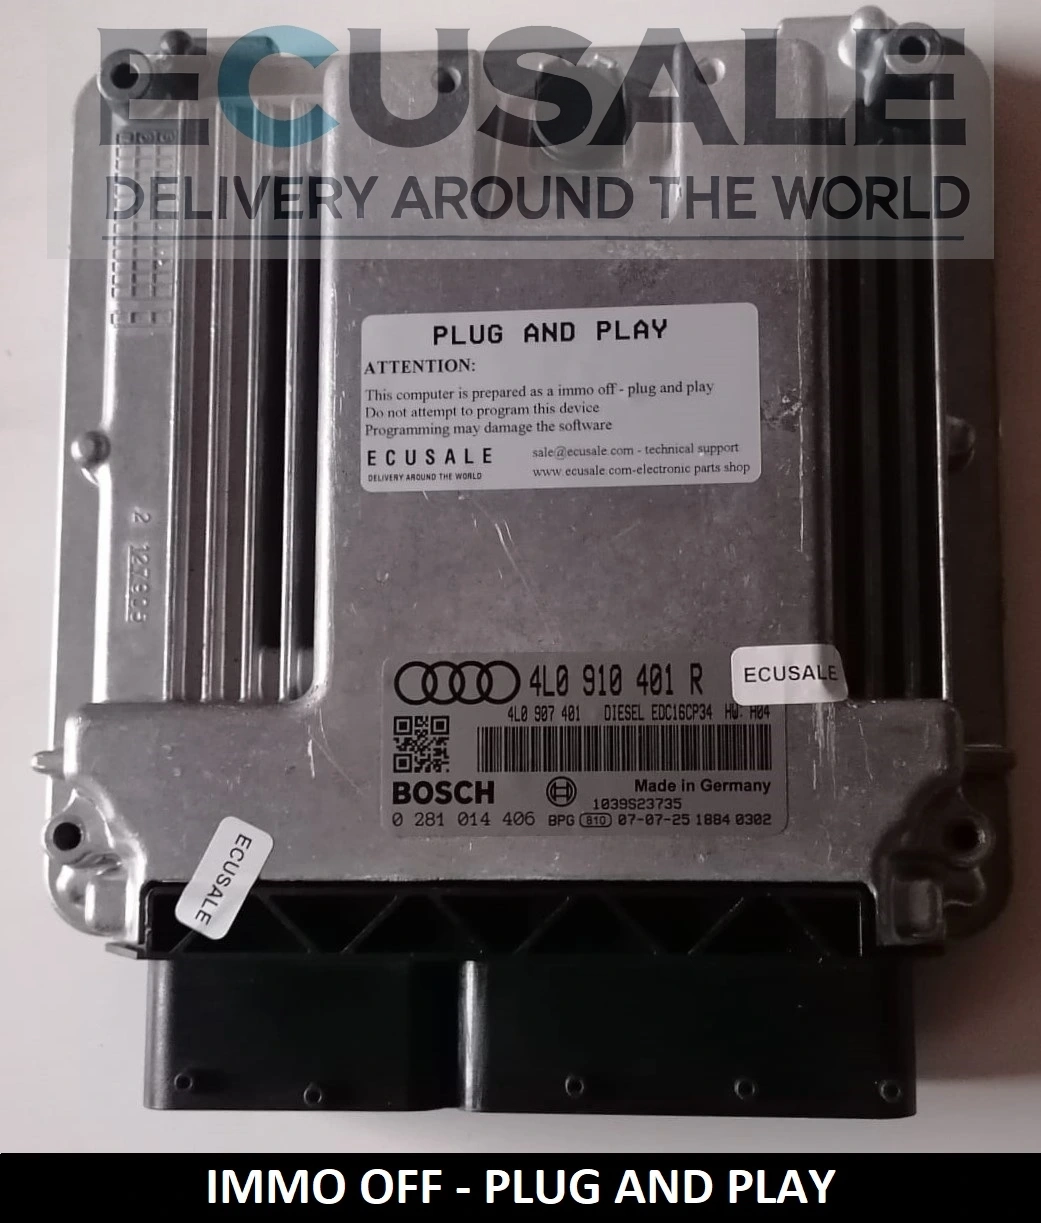 ECUSALE
DELIVERY AROUND THE WORLD
PLUG AND PLAY
ATTENTION:
This computer is prepared as a immo off - plug and play
Do not attempt to program this device
Programming may damage the software
ECUSALE
DELIVERY AROUND THE WORLD
sale@ecusale.com - technical support
www.ecusale.com-electronic parts shop
2 127905
4L0 910 401 R
ECUSALE
4L0 907 401 DIESEL EDC16CP34 HW: H04
BOSCH
Made in Germany
1039S23735
0 281 014 406 BPG 810 07-07-25 1884 0302
ECUSALE
IMMO OFF - PLUG AND PLAY